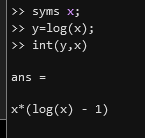 >> syms x;
>> y=log(x);
>> int(y,x)
ans =
x*(log(x) - 1)